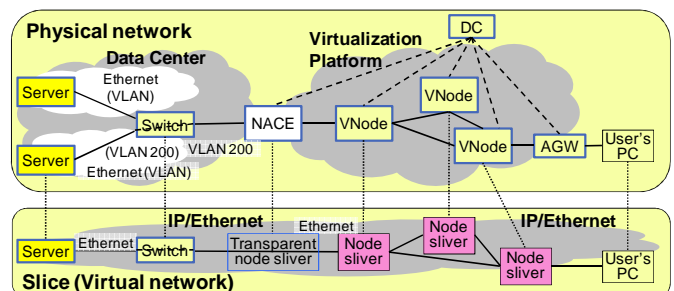 Physical network
DC
Virtualization
Platform
Data Center
Ethernet
(VLAN)
Server
VNode
Switch
NACE
VNode
Server
(VLAN 200)
VLAN 200
Ethernet (VLAN)
VNode
AGW
User's
PC
IP/Ethernet
Ethernet
IP/Ethernet
Server
Ethernet
Switch
Transparent
node sliver
Node
sliver
Node
sliver
Node
sliver
User's
PC
Slice (Virtual network)